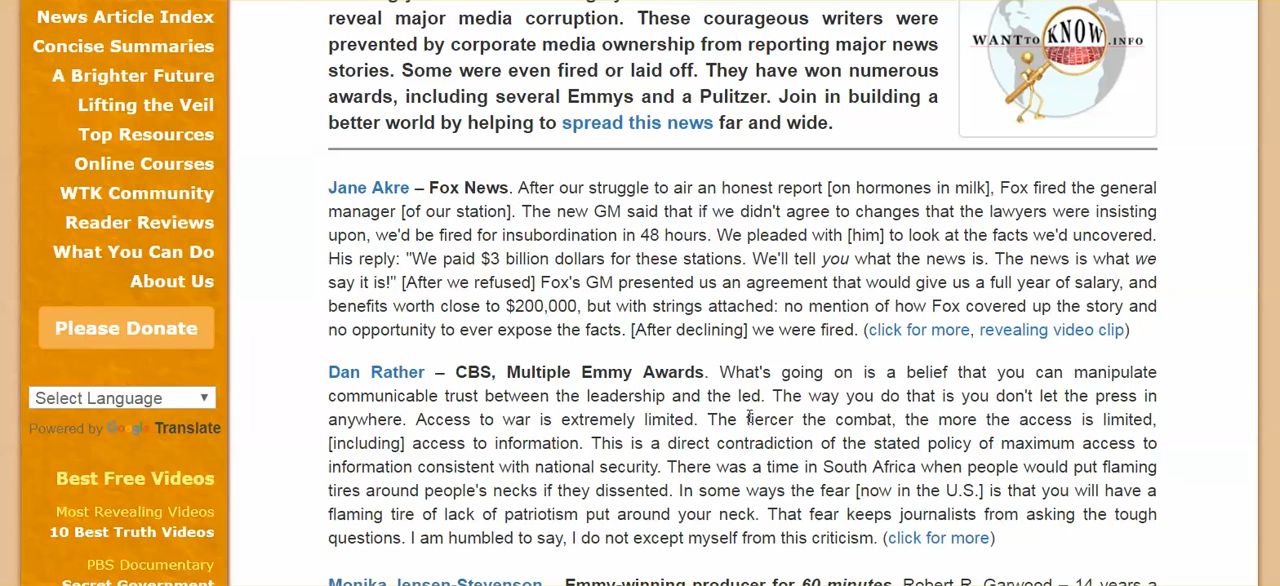 News Article Index
Concise Summaries
A Brighter Future
Lifting the Veil
Top Resources
Online Courses
WTK Community
Reader Reviews
What You Can Do
About Us
Please Donate
Select Language
Powered by Google Translate
Best Free Videos
Most Revealing Videos
10 Best Truth Videos
PBS Documentary
Secret Government
reveal major media corruption. These courageous writers were
prevented by corporate media ownership from reporting major news
stories. Some were even fired or laid off. They have won numerous
awards, including several Emmys and a Pulitzer. Join in building a
better world by helping to spread this news far and wide.
WANT TO KNOW .INFO
Jane Akre – Fox News. After our struggle to air an honest report [on hormones in milk], Fox fired the general
manager [of our station]. The new GM said that if we didn't agree to changes that the lawyers were insisting
upon, we'd be fired for insubordination in 48 hours. We pleaded with [him] to look at the facts we'd uncovered.
His reply: "We paid $3 billion dollars for these stations. We'll tell you what the news is. The news is what we
say it is!" [After we refused] Fox's GM presented us an agreement that would give us a full year of salary, and
benefits worth close to $200,000, but with strings attached: no mention of how Fox covered up the story and
no opportunity to ever expose the facts. [After declining] we were fired. (click for more, revealing video clip)
Dan Rather – CBS, Multiple Emmy Awards. What's going on is a belief that you can manipulate
communicable trust between the leadership and the led. The way you do that is you don't let the press in
anywhere. Access to war is extremely limited. The fiercer the combat, the more the access is limited,
[including] access to information. This is a direct contradiction of the stated policy of maximum access to
information consistent with national security. There was a time in South Africa when people would put flaming
tires around people's necks if they dissented. In some ways the fear [now in the U.S.] is that you will have a
flaming tire of lack of patriotism put around your neck. That fear keeps journalists from asking the tough
questions. I am humbled to say, I do not except myself from this criticism. (click for more)
Monika Jensen-Stevenson – Emmy-winning producer for 60 minutes. Robert R. Garwood – 14 years a